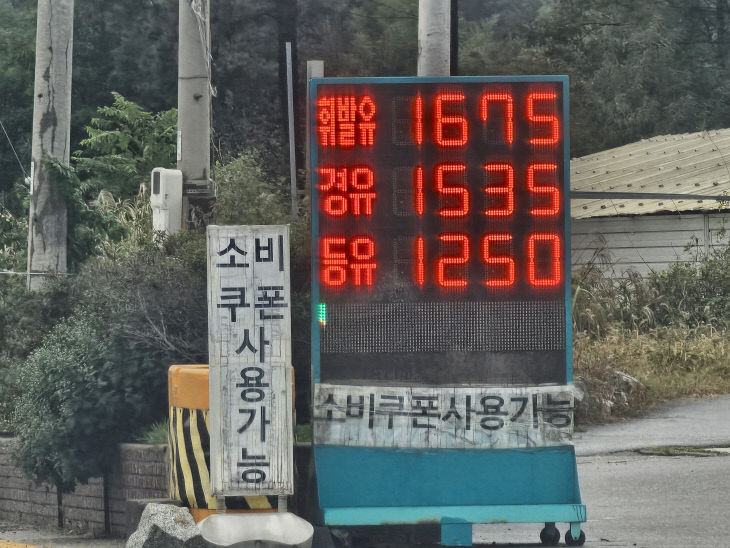 휘발유 1675
경유 1535
등유 1250
소비쿠폰사용가능
소비
쿠폰
사
용
가
능